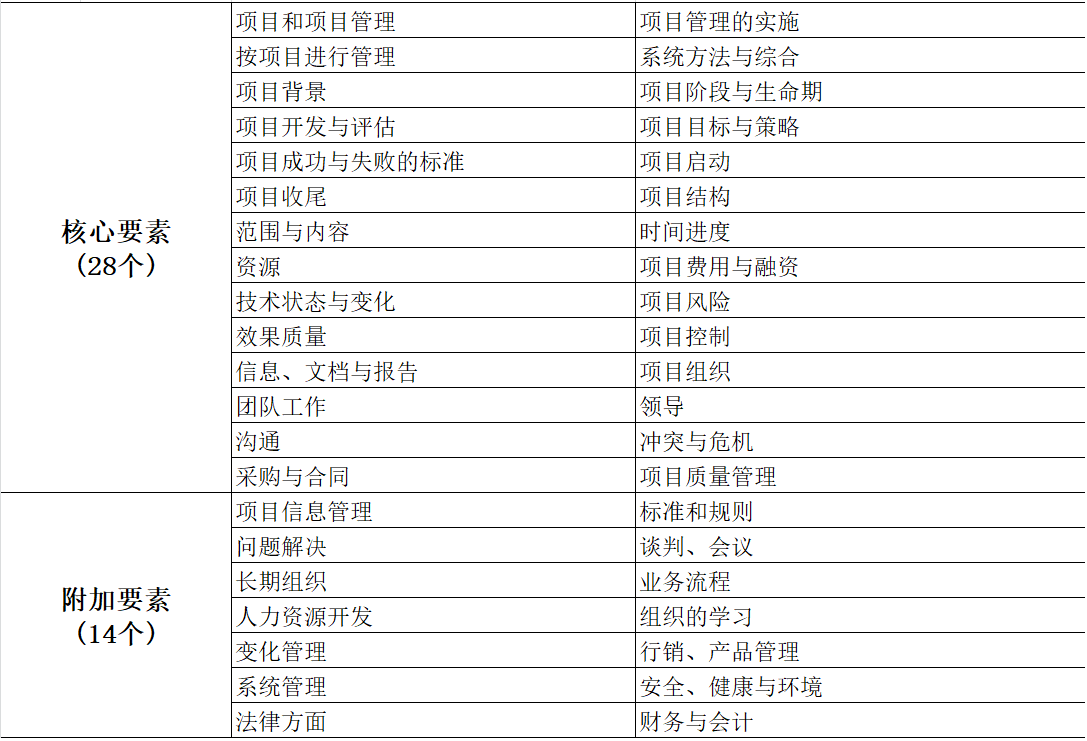 核心要素
（28个）
项目和项目管理 项目管理的实施
按项目进行管理 系统方法与综合
项目背景 项目阶段与生命期
项目开发与评估 项目目标与策略
项目成功与失败的标准 项目启动
项目收尾 项目结构
范围与内容 时间进度
资源 项目费用与融资
技术状态与变化 项目风险
效果质量 项目控制
信息、文档与报告 项目组织
团队工作 领导
沟通 冲突与危机
采购与合同 项目质量管理
附加要素
（14个）
项目信息管理 标准和规则
问题解决 谈判、会议
长期组织 业务流程
人力资源开发 组织的学习
变化管理 行销、产品管理
系统管理 安全、健康与环境
法律方面 财务与会计